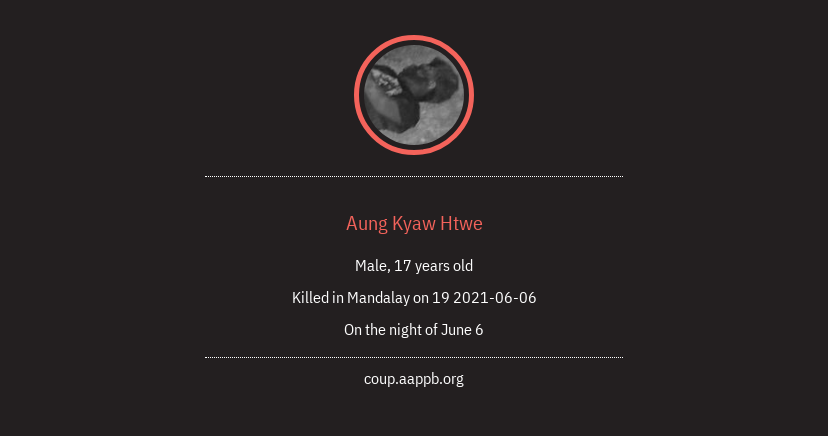 Aung Kyaw Htwe
Male, 17 years old
Killed in Mandalay on 19 2021-06-06
On the night of June 6
coup.aappb.org